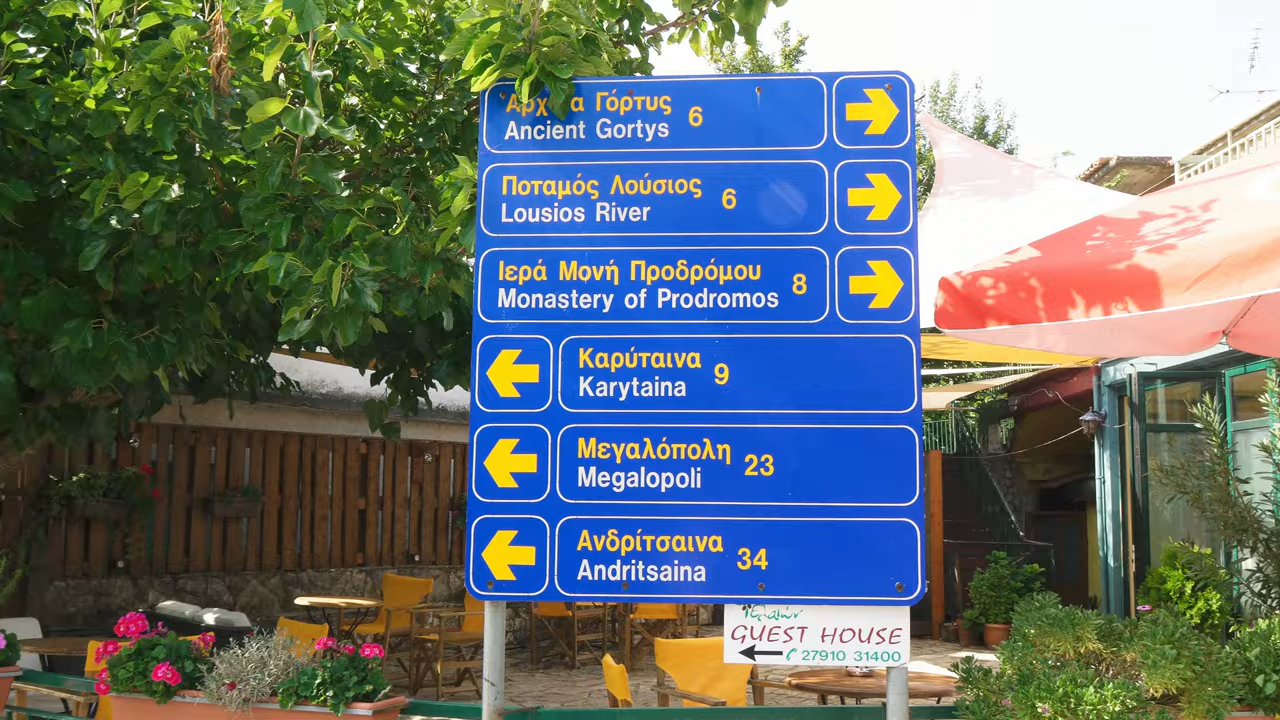 Γόρτυς 6
Ancient Gortys
Ποταμός Λούσιος 6
Lousios River
Ιερά Μονή Προδρόμου 8
Monastery of Prodromos
Καρύταινα 9
Karytaina
Μεγαλόπολη 23
Megalopoli
Ανδρίτσαινα 34
Andritsaina
GUEST HOUSE
27910 31400